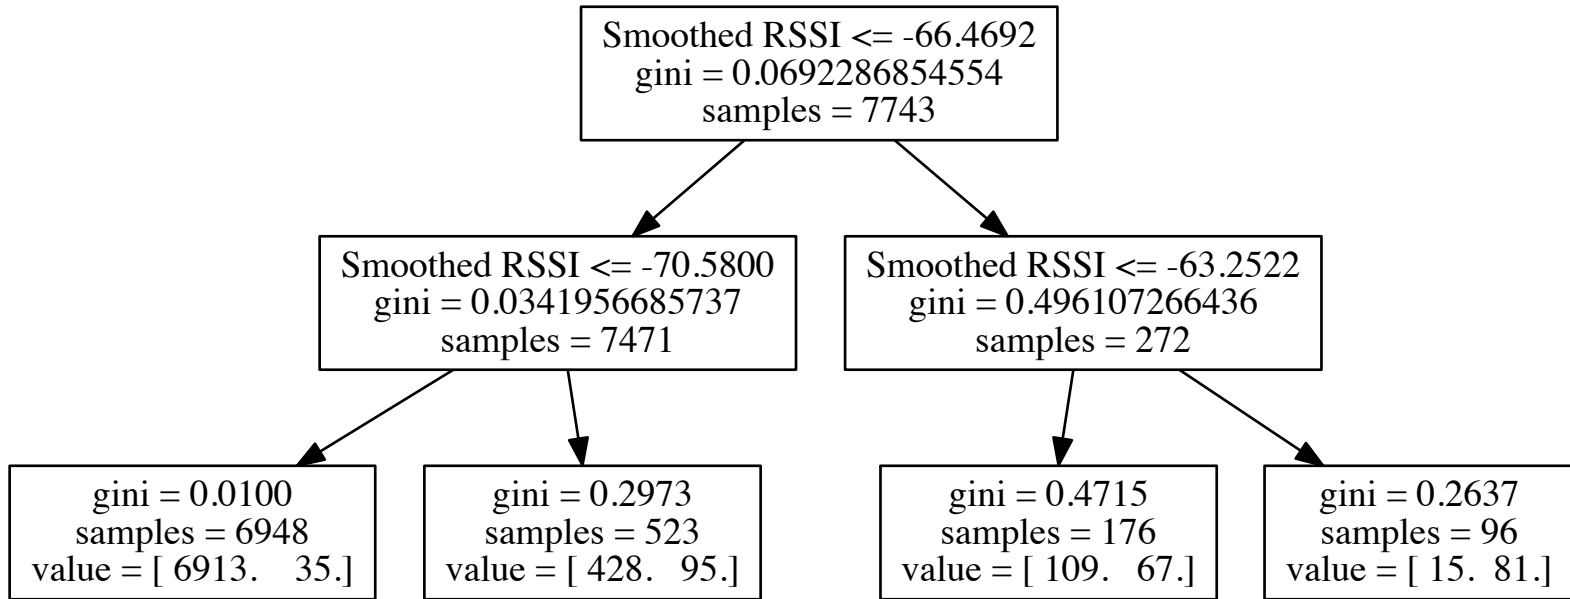 Smoothed RSSI <= -66.4692
gini = 0.0692286854554
samples = 7743
Smoothed RSSI <= -70.5800
gini = 0.0341956685737
samples = 7471
Smoothed RSSI <= -63.2522
gini = 0.496107266436
samples = 272
gini = 0.0100
samples = 6948
value = [ 6913. 35.]
gini = 0.2973
samples = 523
value = [ 428. 95.]
gini = 0.4715
samples = 176
value = [ 109. 67.]
gini = 0.2637
samples = 96
value = [ 15. 81.]